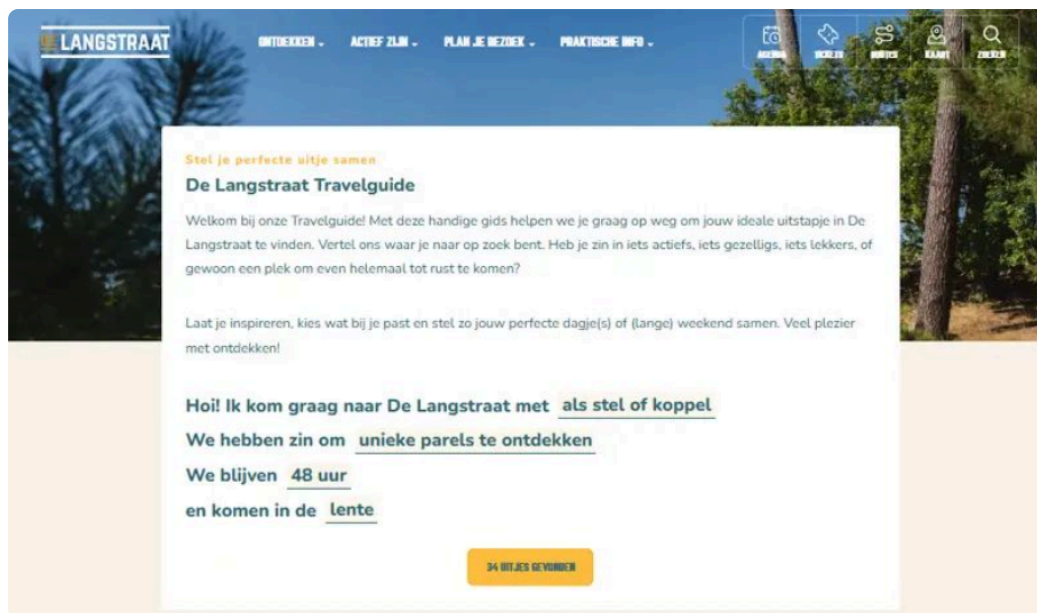 DE LANGSTRAAT
ONTDEKKEN
ACTIEF ZIJN
PLAN JE BEZOEK
PRAKTISCHE INFO
AGENDA
TICKETS
ROUTES
KAART
ZOEKEN
Stel je perfecte uitje samen
De Langstraat Travelguide
Welkom bij onze Travelguide! Met deze handige gids helpen we je graag op weg om jouw ideale uitstapje in De
Langstraat te vinden. Vertel ons waar je naar op zoek bent. Heb je zin in iets actiefs, iets gezelligs, iets lekkers, of
gewoon een plek om even helemaal tot rust te komen?
Laat je inspireren, kies wat bij je past en stel zo jouw perfecte dagje(s) of (lange) weekend samen. Veel plezier
met ontdekken!
Hoi! Ik kom graag naar De Langstraat met als stel of koppel
We hebben zin om unieke parels te ontdekken
We blijven 48 uur
en komen in de lente
34 UITJES GEVONDEN